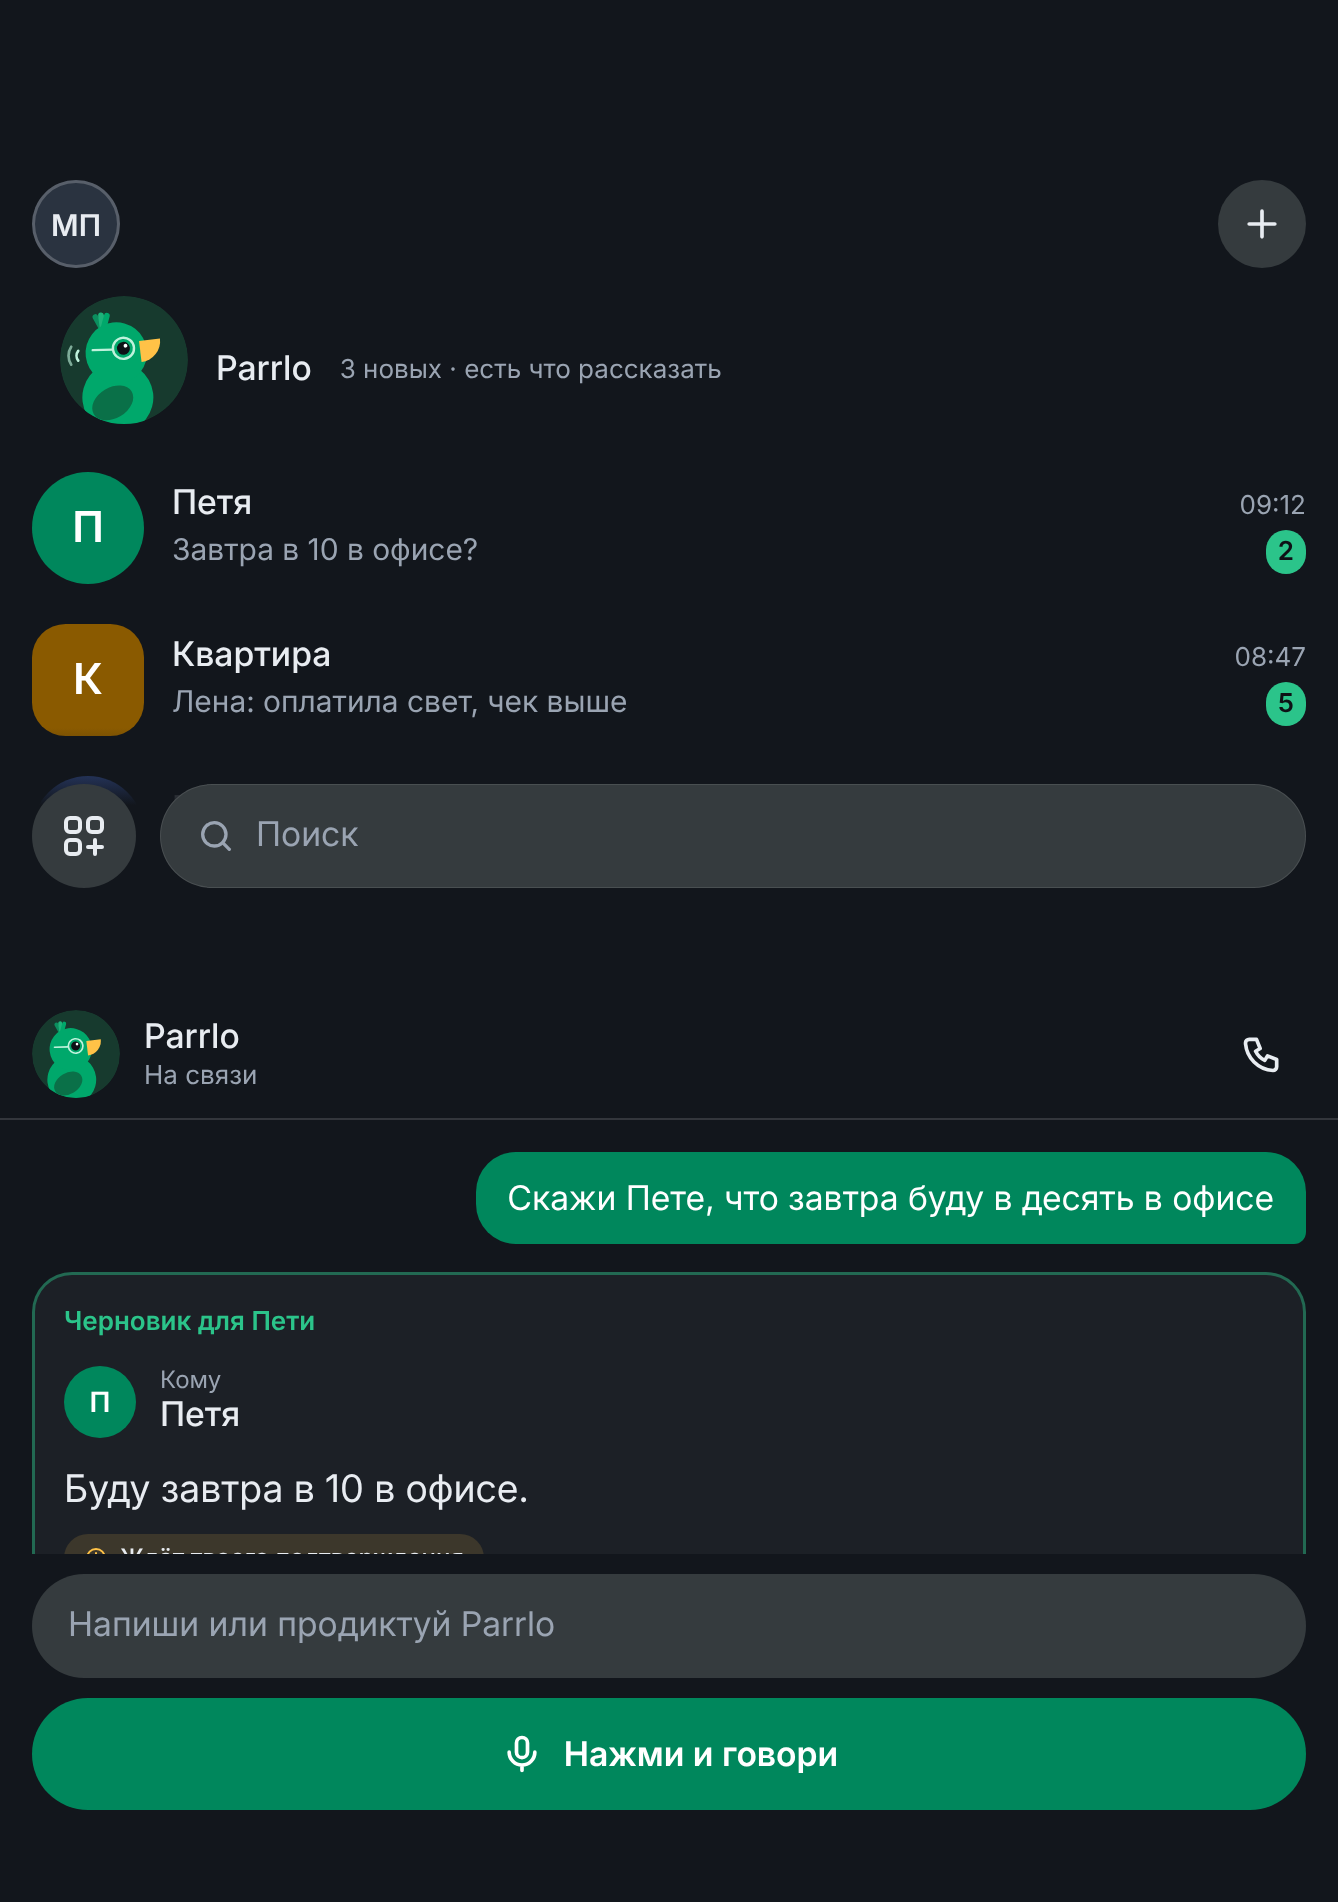 МП
Parrlo 3 новых · есть что рассказать
П
Петя
09:12
Завтра в 10 в офисе?
2
К
Квартира
08:47
Лена: оплатила свет, чек выше
5
Поиск
Parrlo
На связи
Скажи Пете, что завтра буду в десять в офисе
Черновик для Пети
П
Кому
Петя
Буду завтра в 10 в офисе.
Напиши или продиктуй Parrlo
Нажми и говори